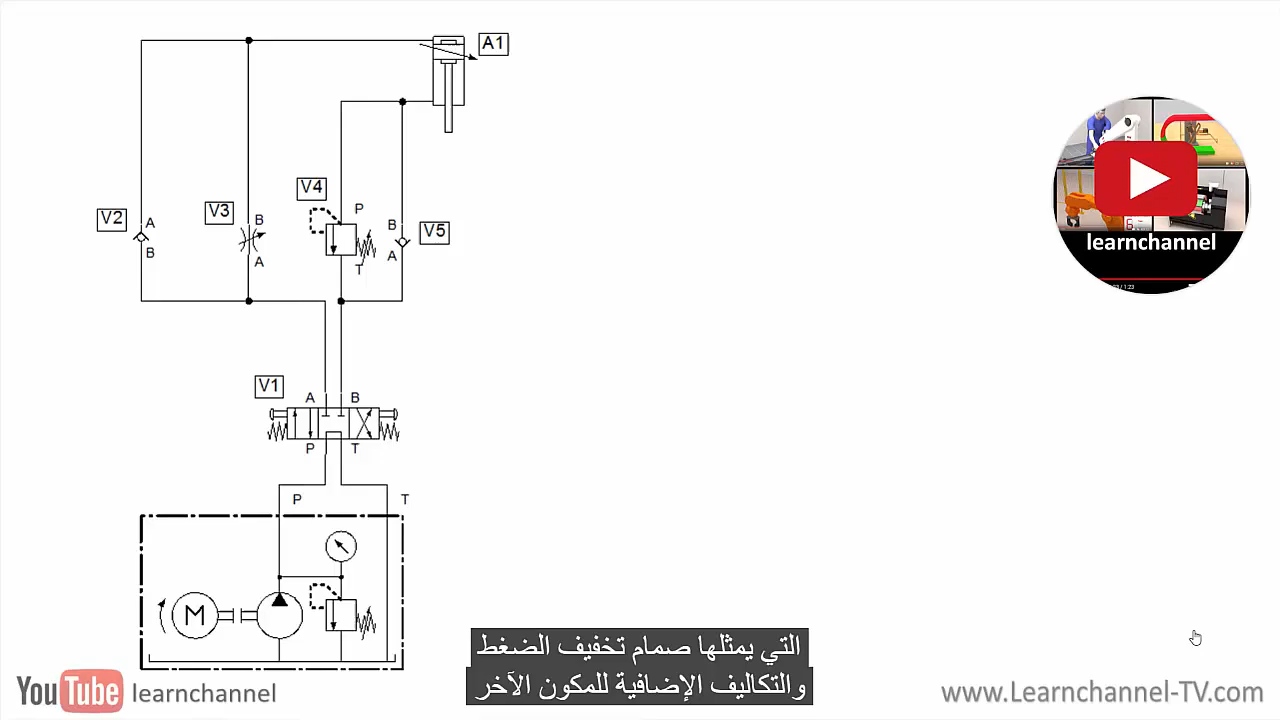 A1
V4
P
V2
A
V3
B
B
V5
B
A
A
T
learnchannel
V1
A
B
P
T
P
T
M
التي يمثلها صمام تخفيف الضغط
والتكاليف الإضافية للمكون الآخر
YouTube learnchannel
www.Learnchannel-TV.com